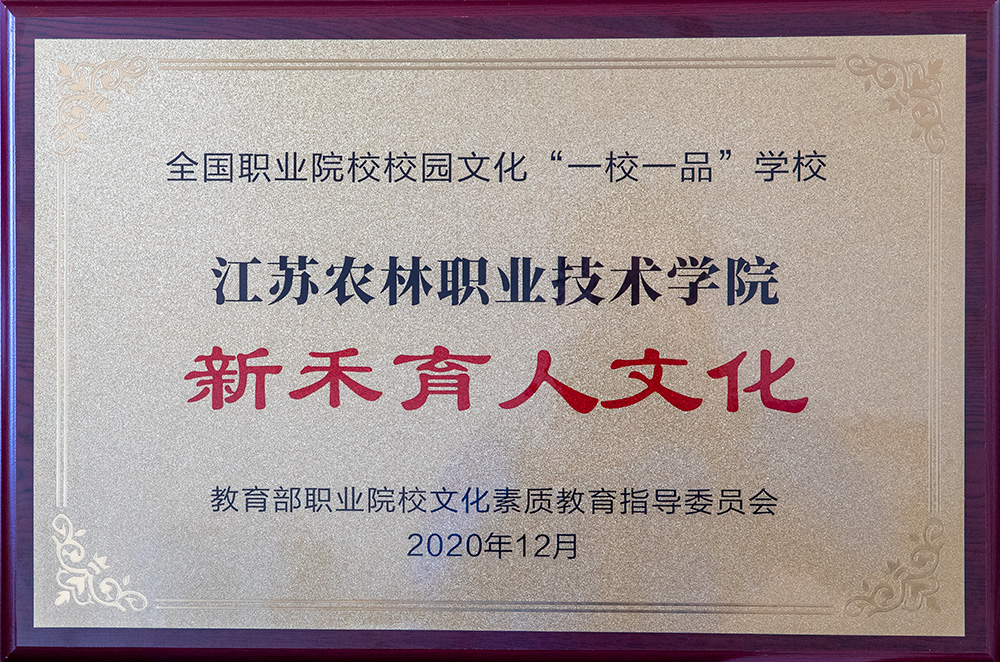 全国职业院校校园文化“一校一品”学校
江苏农林职业技术学院
新禾育人文化
教育部职业院校文化素质教育指导委员会
2020年12月